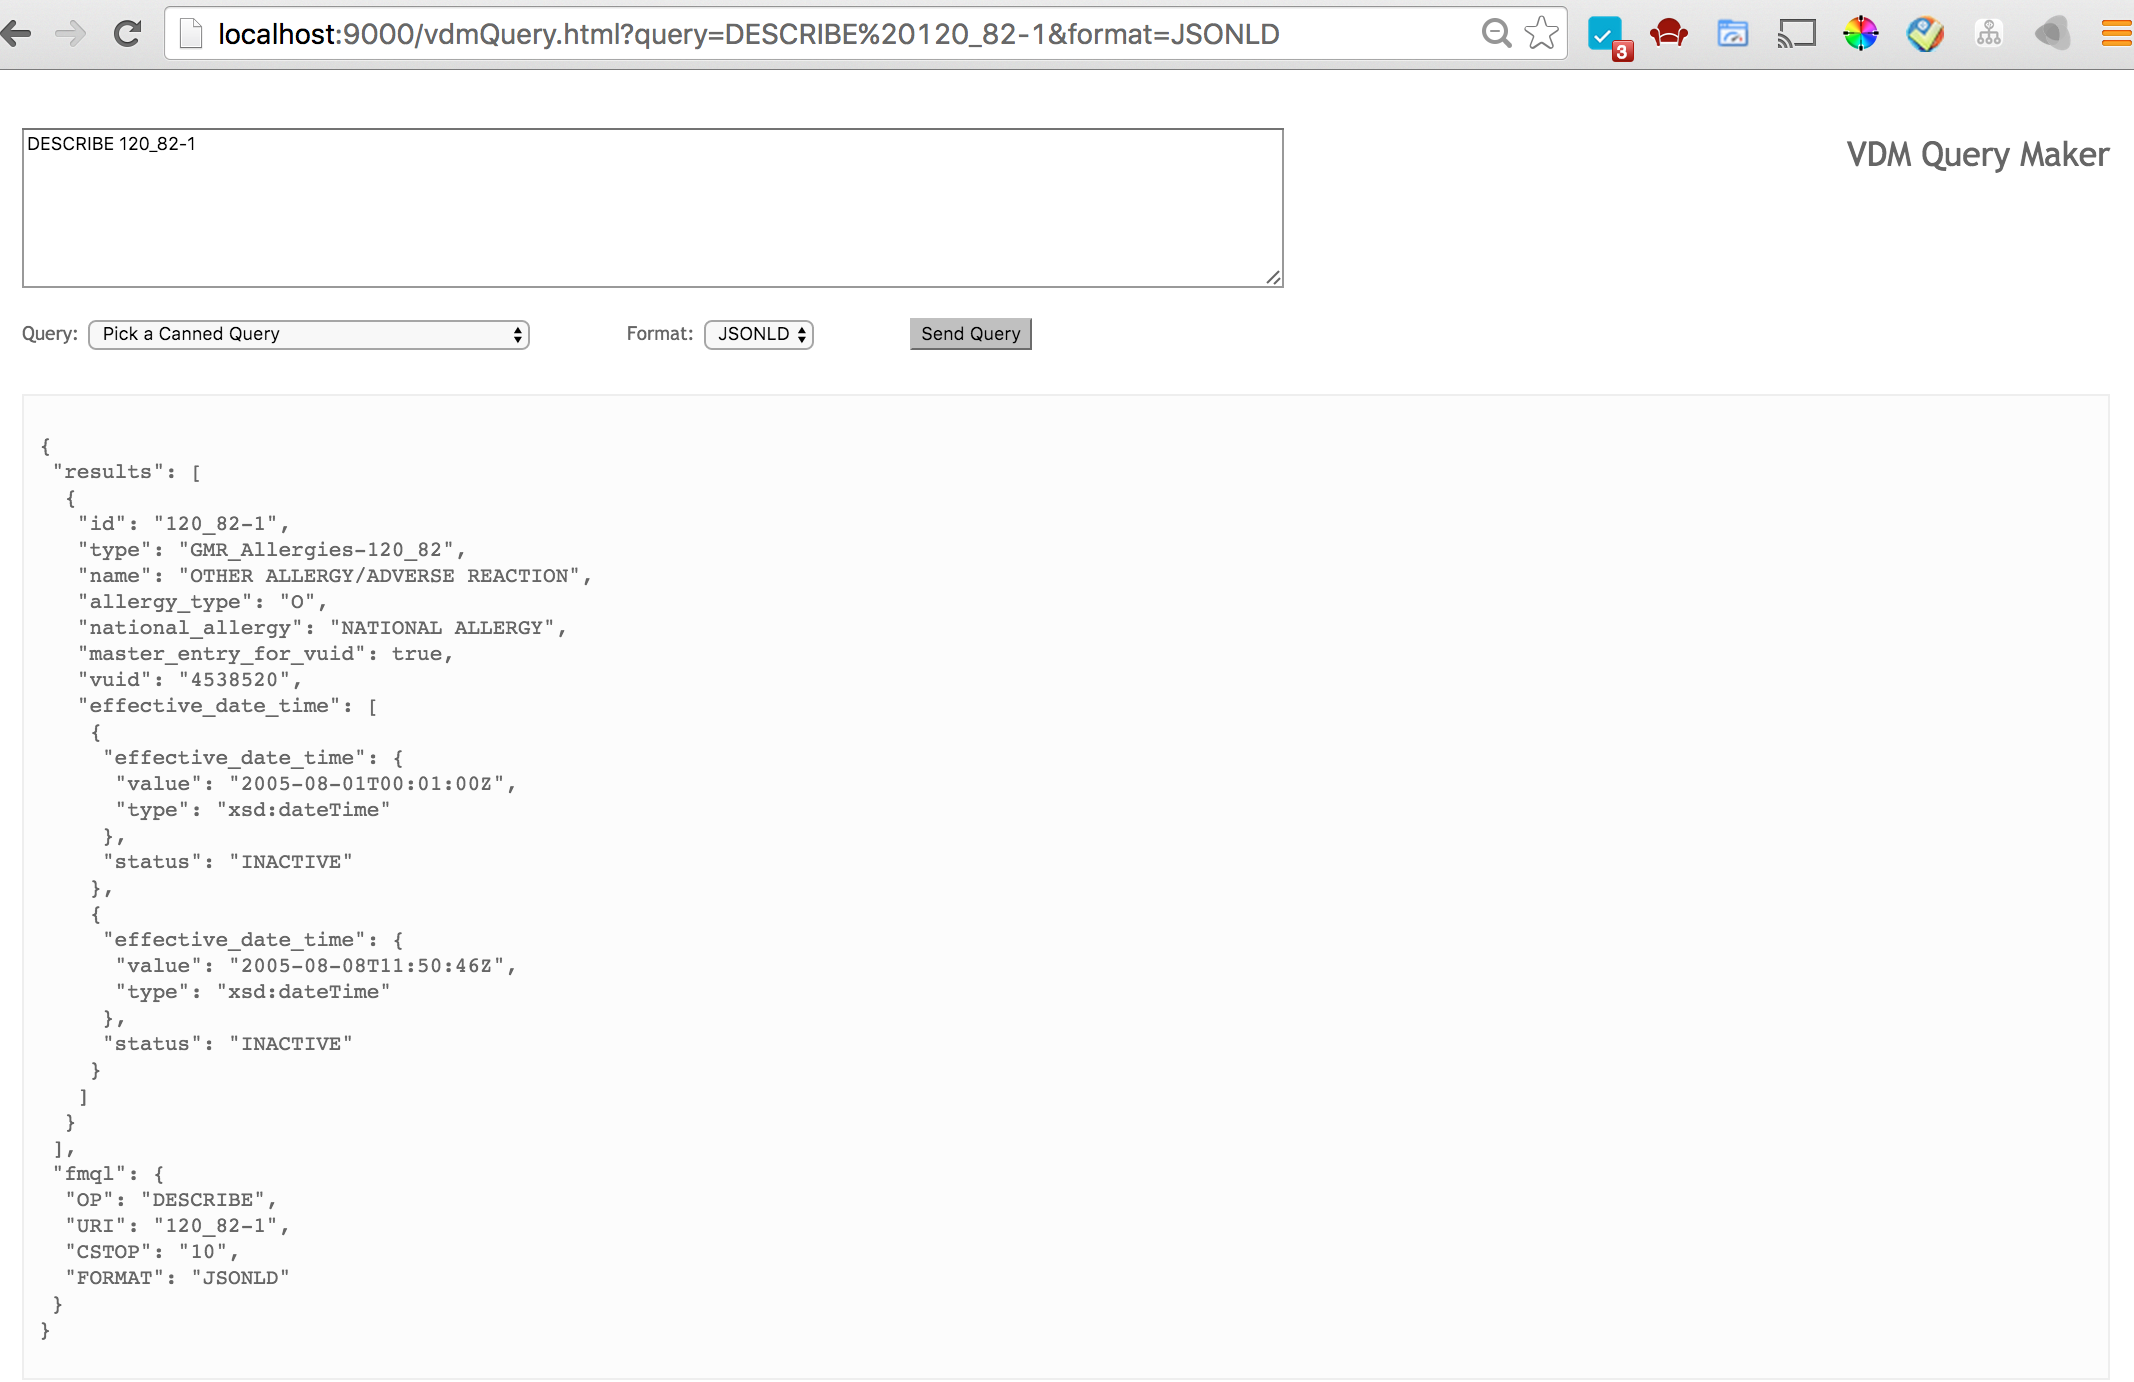 localhost:9000/vdmQuery.html?query=DESCRIBE%20120_82-1&format=JSONLD
3
DESCRIBE 120_82-1
VDM Query Maker
Query: Pick a Canned Query Format: JSONLD Send Query
{
"results": [
{
"id": "120_82-1",
"type": "GMR_Allergies-120_82",
"name": "OTHER ALLERGY/ADVERSE REACTION",
"allergy_type": "O",
"national_allergy": "NATIONAL ALLERGY",
"master_entry_for_vuid": true,
"vuid": "4538520",
"effective_date_time": [
{
"effective_date_time": {
"value": "2005-08-01T00:01:00Z",
"type": "xsd:dateTime"
},
"status": "INACTIVE"
},
{
"effective_date_time": {
"value": "2005-08-08T11:50:46Z",
"type": "xsd:dateTime"
},
"status": "INACTIVE"
}
]
}
],
"fmql": {
"OP": "DESCRIBE",
"URI": "120_82-1",
"CSTOP": "10",
"FORMAT": "JSONLD"
}
}